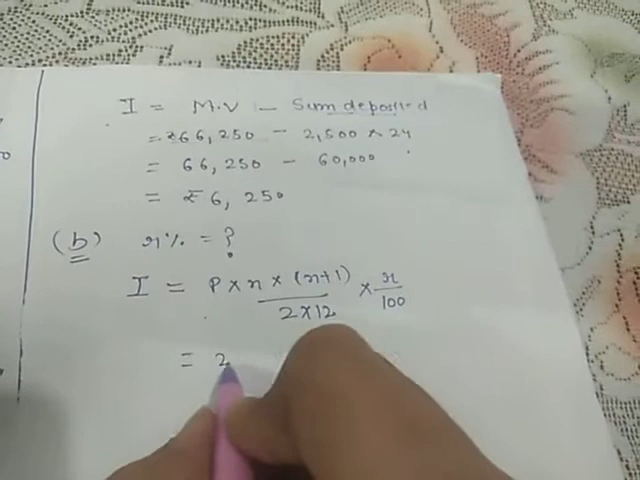 I = M.V - Sum deposited
= ₹66,250 - 2,500 × 24
= 66,250 - 60,000
= ₹6,250
(b) r% = ?
I = P × n × (n+1) / 2×12 × r/100
= 2